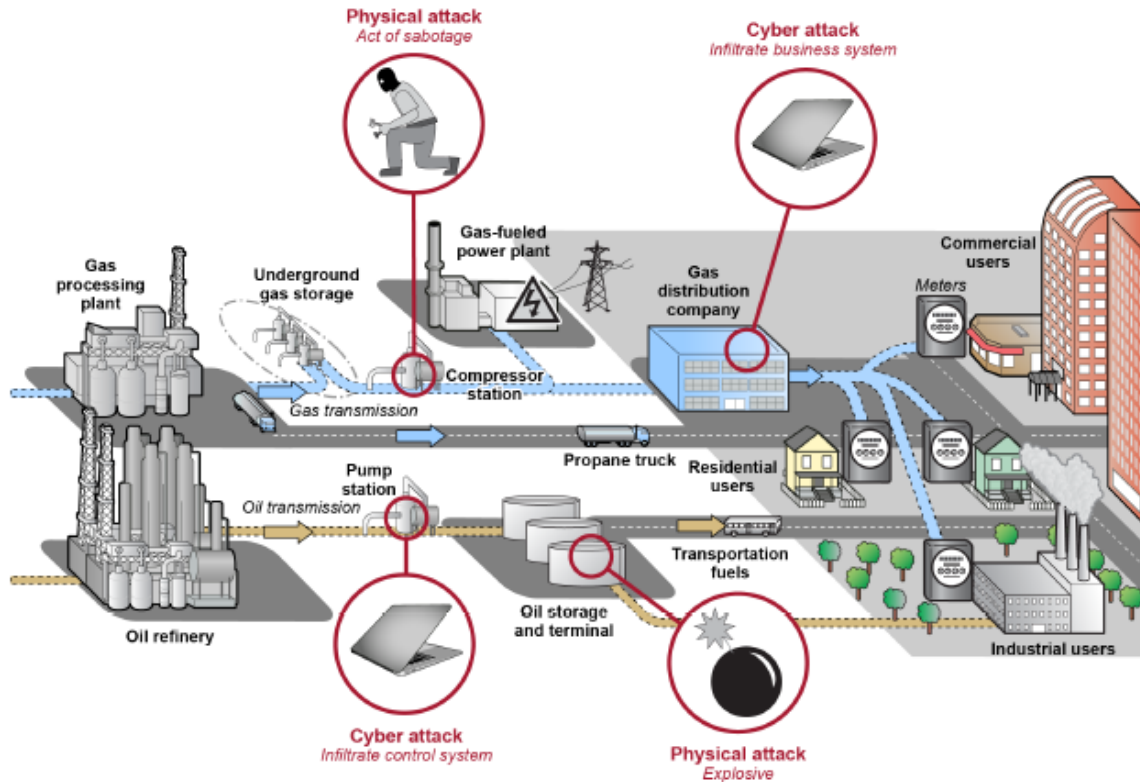 Physical attack
Act of sabotage
Cyber attack
Infiltrate business system
Gas-fueled
power plant
Commercial
users
Gas
processing
plant
Underground
gas storage
Gas
distribution
company
Meters
Compressor
station
Gas transmission
Propane truck
Residential
users
Pump
station
Oil transmission
Transportation
fuels
Oil storage
and terminal
Oil refinery
Industrial users
Cyber attack
Infiltrate control system
Physical attack
Explosive